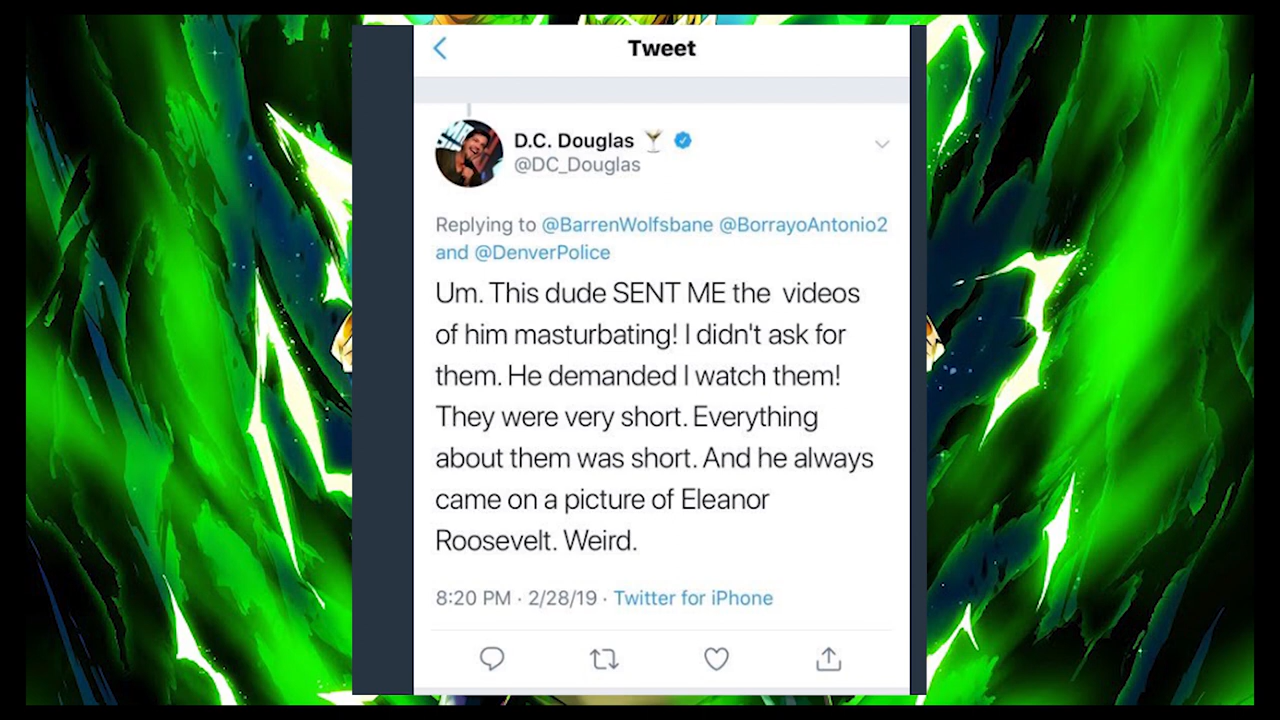 Tweet
D.C. Douglas
@DC_Douglas
Replying to @BarrenWolfsbane @BorrayoAntonio2
and @DenverPolice
Um. This dude SENT ME the videos
of him masturbating! I didn't ask for
them. He demanded I watch them!
They were very short. Everything
about them was short. And he always
came on a picture of Eleanor
Roosevelt. Weird.
8:20 PM · 2/28/19 · Twitter for iPhone